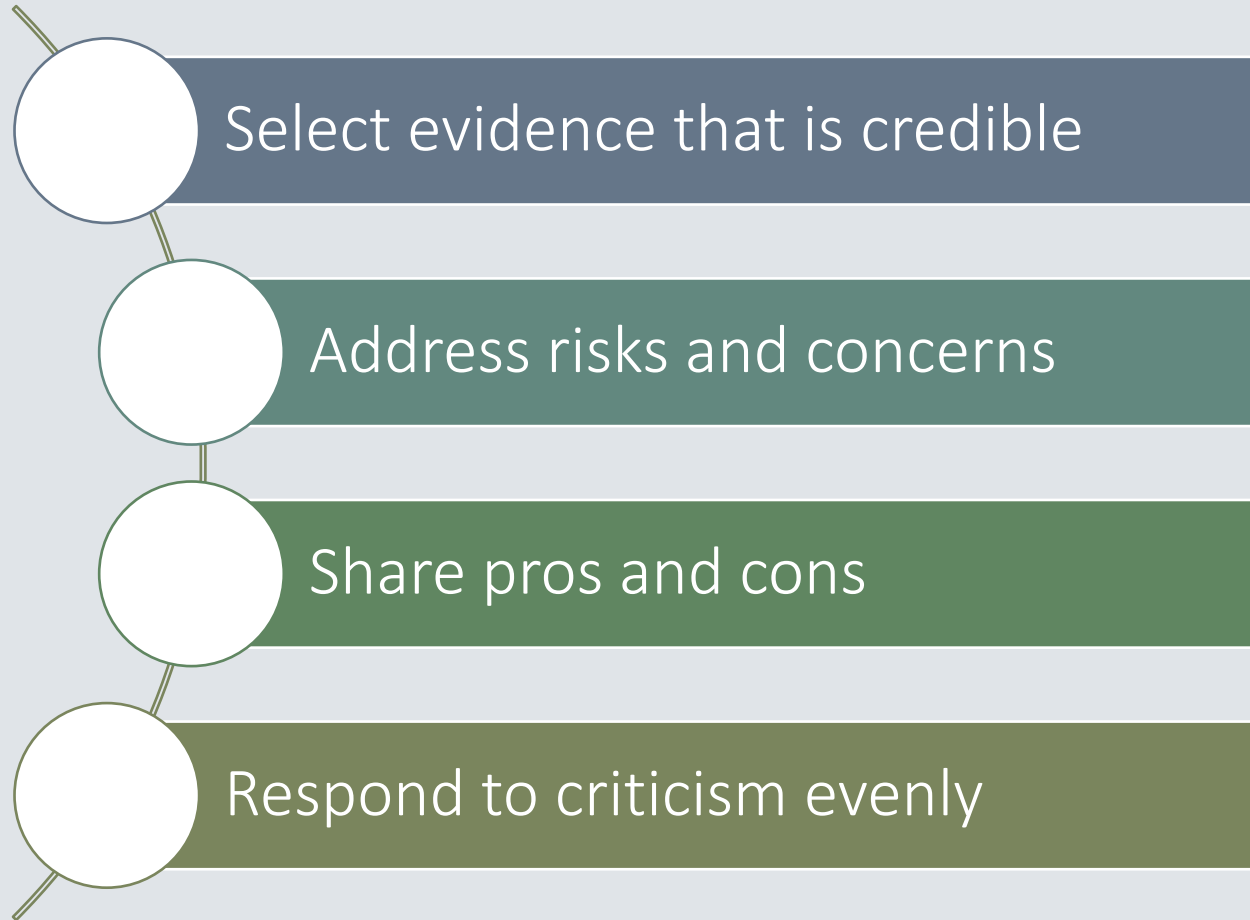 Select evidence that is credible
Address risks and concerns
Share pros and cons
Respond to criticism evenly